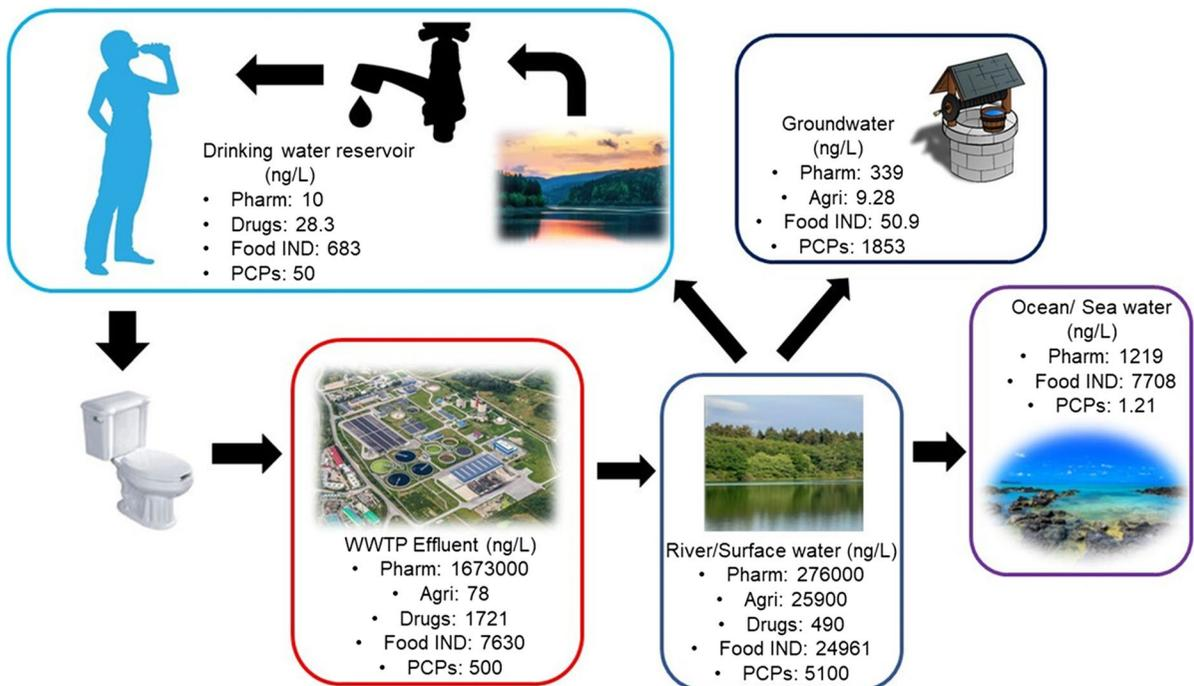 Drinking water reservoir
(ng/L)
• Pharm: 10
• Drugs: 28.3
• Food IND: 683
• PCPs: 50
Groundwater
(ng/L)
• Pharm: 339
• Agri: 9.28
• Food IND: 50.9
• PCPs: 1853
WWTP Effluent (ng/L)
• Pharm: 1673000
• Agri: 78
• Drugs: 1721
• Food IND: 7630
• PCPs: 500
River/Surface water (ng/L)
• Pharm: 276000
• Agri: 25900
• Drugs: 490
• Food IND: 24961
• PCPs: 5100
Ocean/ Sea water
(ng/L)
• Pharm: 1219
• Food IND: 7708
• PCPs: 1.21